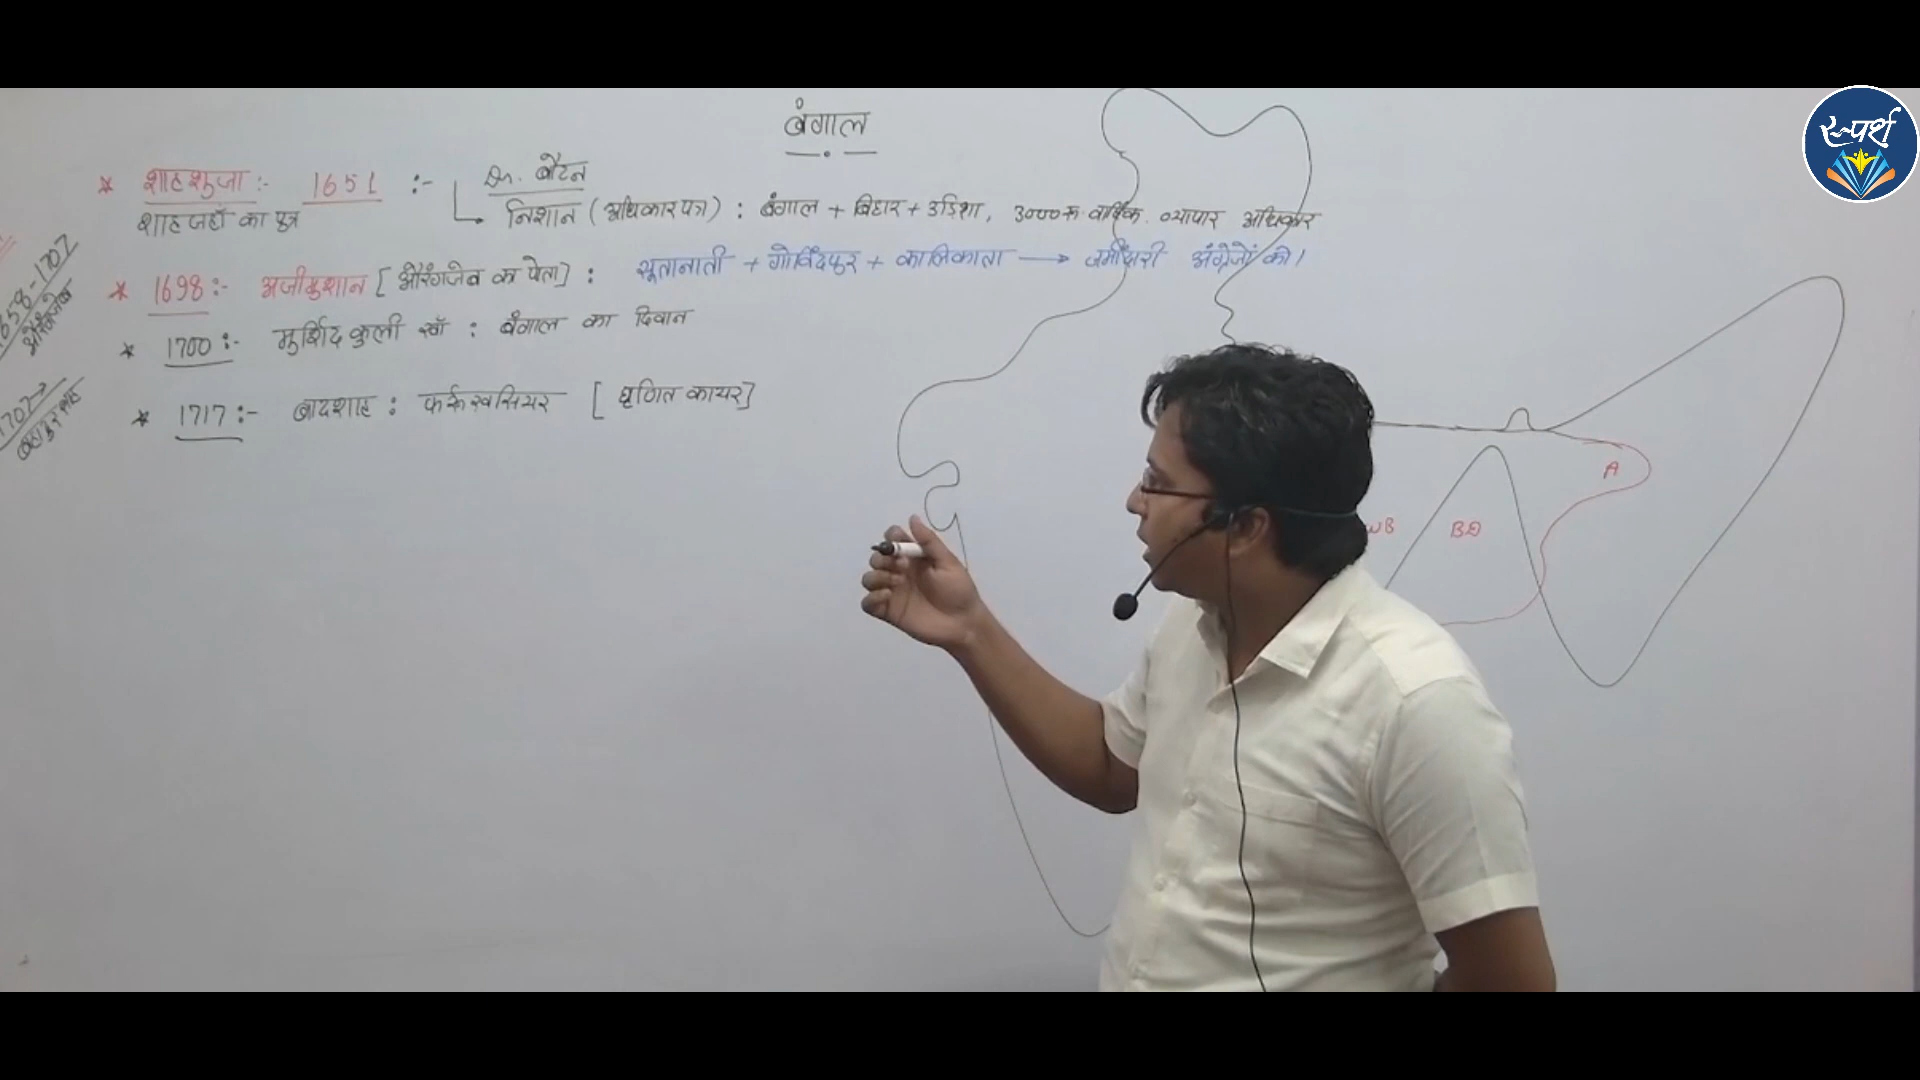 बंगाल
* शाहशुजा :- 1651 :- Dr. बौटन
शाहजहाँ का पुत्र
निशान (अधिकारपत्र) : बंगाल + बिहार + उड़िशा, 3000रु वार्षिक. व्यापार अधिकार
* 1698 :- अजीमुशान [औरंगजेब का पोता] : सूतानाती + गोविंदपुर + कालिकाता → जमींदारी अंग्रेजों को।
* 1700 :- मुर्शिद कुली खाँ : बंगाल का दिवान
* 1717 :- बादशाह : फर्रुखसियर [घृणित कायर]
1658-1707
औरंगजेब
1707→
बहादुर शाह
A
WB
BD
स्पर्श